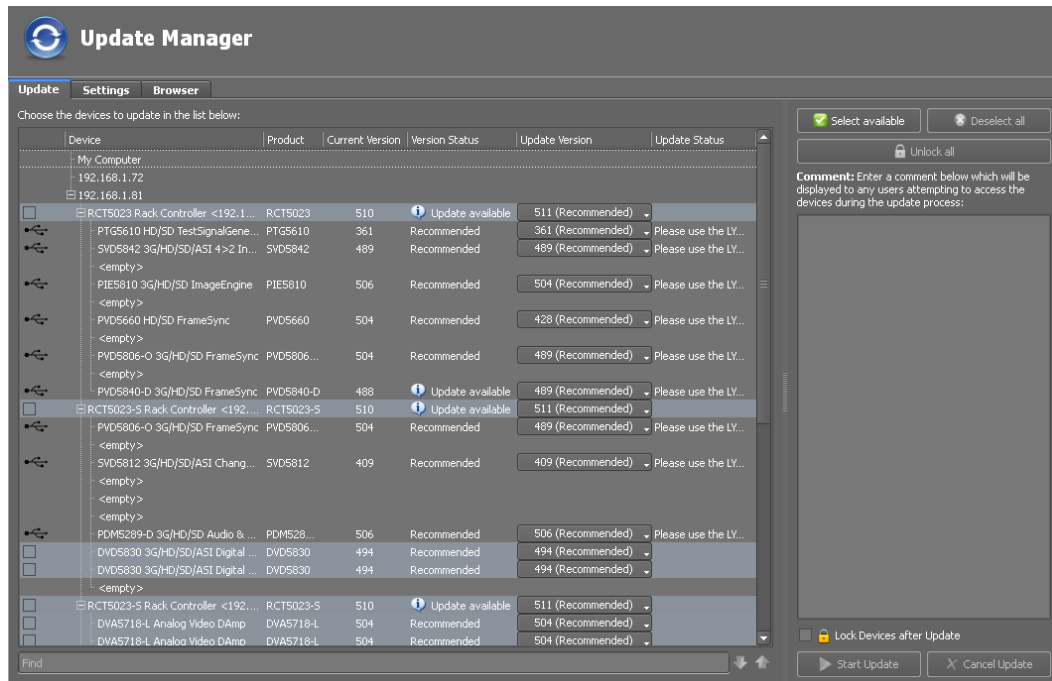 Update Manager
Update Settings Browser
Choose the devices to update in the list below:
Device Product Current Version Version Status Update Version Update Status
My Computer
192.168.1.72
192.168.1.81
RCT5023 Rack Controller <192.1... RCT5023 510 Update available 511 (Recommended)
PTG5610 HD/SD TestSignalGene... PTG5610 361 Recommended 361 (Recommended) Please use the LY...
SVD5842 3G/HD/SD/ASI 4>2 In... SVD5842 489 Recommended 489 (Recommended) Please use the LY...
<empty>
PIE5810 3G/HD/SD ImageEngine PIE5810 506 Recommended 504 (Recommended) Please use the LY...
<empty>
PVD5660 HD/SD FrameSync PVD5660 504 Recommended 428 (Recommended) Please use the LY...
<empty>
PVD5806-O 3G/HD/SD FrameSync PVD5806... 504 Recommended 489 (Recommended) Please use the LY...
<empty>
PVD5840-D 3G/HD/SD FrameSync PVD5840-D 488 Update available 489 (Recommended) Please use the LY...
RCT5023-S Rack Controller <192.... RCT5023-S 510 Update available 511 (Recommended)
PVD5806-O 3G/HD/SD FrameSync PVD5806... 504 Recommended 489 (Recommended) Please use the LY...
<empty>
SVD5812 3G/HD/SD/ASI Chang... SVD5812 409 Recommended 409 (Recommended) Please use the LY...
<empty>
<empty>
<empty>
PDM5289-D 3G/HD/SD Audio & ... PDM528... 506 Recommended 506 (Recommended) Please use the LY...
DVD5830 3G/HD/SD/ASI Digital ... DVD5830 494 Recommended 494 (Recommended)
DVD5830 3G/HD/SD/ASI Digital ... DVD5830 494 Recommended 494 (Recommended)
<empty>
RCT5023-S Rack Controller <192.... RCT5023-S 510 Update available 511 (Recommended)
DVA5718-L Analog Video DAmp DVA5718-L 504 Recommended 504 (Recommended)
DVA5718-L Analog Video DAmp DVA5718-L 504 Recommended 504 (Recommended)
Find
Select available Deselect all
Unlock all
Comment: Enter a comment below which will be
displayed to any users attempting to access the
devices during the update process:
Lock Devices after Update
Start Update Cancel Update